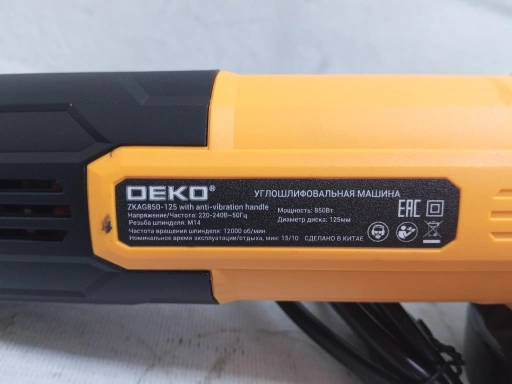 DEKO®
УГЛОШЛИФОВАЛЬНАЯ МАШИНА
ZKAG850-125 with anti-vibration handle
Напряжение/Частота: 220-240В~50Гц
Мощность: 850Вт
Резьба шпинделя: M14
Диаметр диска: 125мм
Частота вращения шпинделя: 12000 об/мин
Номинальное время эксплуатации/отдыха, мин: 15/10
СДЕЛАНО В КИТАЕ
EAC